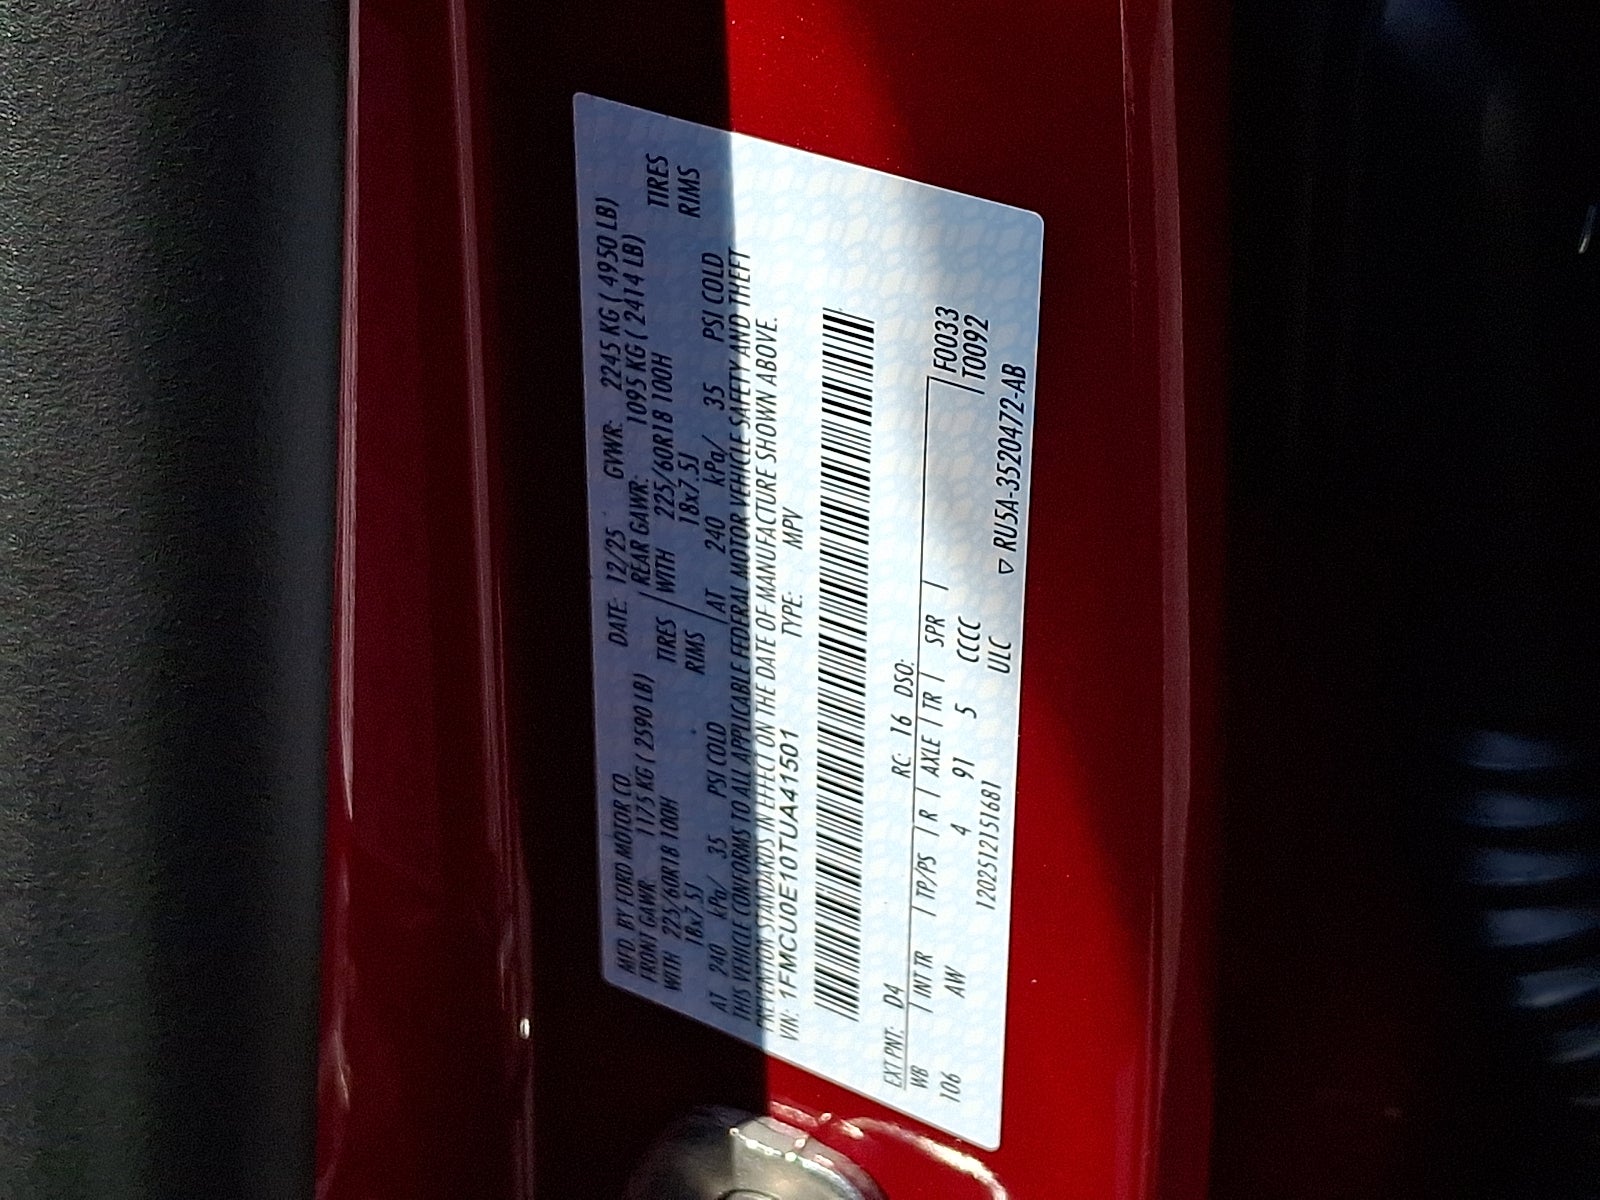 MFD. BY FORD MOTOR CO. DATE: 12/25 GVWR: 2245 KG ( 4950 LB)
FRONT GAWR: 1175 KG ( 2590 LB) REAR GAWR: 1095 KG ( 2414 LB)
WITH 225/60R18 100H TIRES WITH 225/60R18 100H TIRES
18x7.5J RIMS 18x7.5J RIMS
AT 240 kPa/ 35 PSI COLD AT 240 kPa/ 35 PSI COLD
THIS VEHICLE CONFORMS TO ALL APPLICABLE FEDERAL MOTOR VEHICLE SAFETY AND THEFT
PREVENTION STANDARDS IN EFFECT ON THE DATE OF MANUFACTURE SHOWN ABOVE.
VIN: 1FMCU0E10TUA41501 TYPE: MPV
EXT PNT: D4 RC: 16 DSO:
WB | INT TR | TP/PS | R | AXLE | TR | SPR | F0033
106 AW 4 91 5 CCCC T0092
12025121516811 ULC ▽ RU5A-3520472-AB